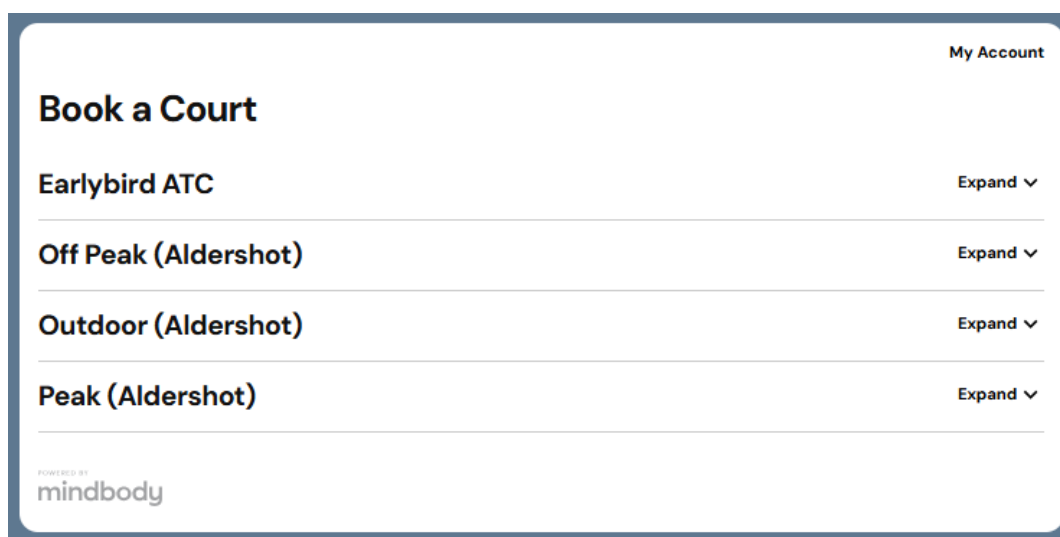 My Account
Book a Court
Earlybird ATC Expand
Off Peak (Aldershot) Expand
Outdoor (Aldershot) Expand
Peak (Aldershot) Expand
POWERED BY
mindbody